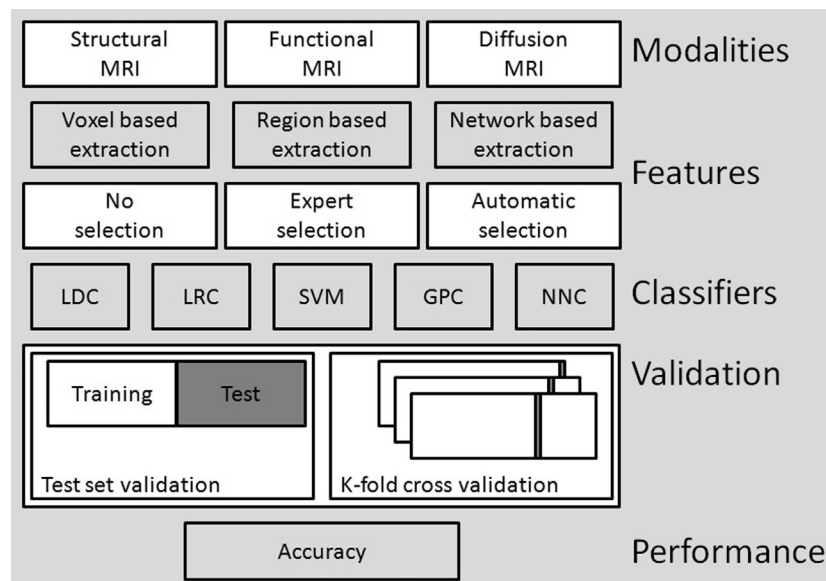 Structural
MRI
Functional
MRI
Diffusion
MRI
Modalities
Voxel based
extraction
Region based
extraction
Network based
extraction
Features
No
selection
Expert
selection
Automatic
selection
LDC
LRC
SVM
GPC
NNC
Classifiers
Validation
Training
Test
Test set validation
K-fold cross validation
Accuracy
Performance